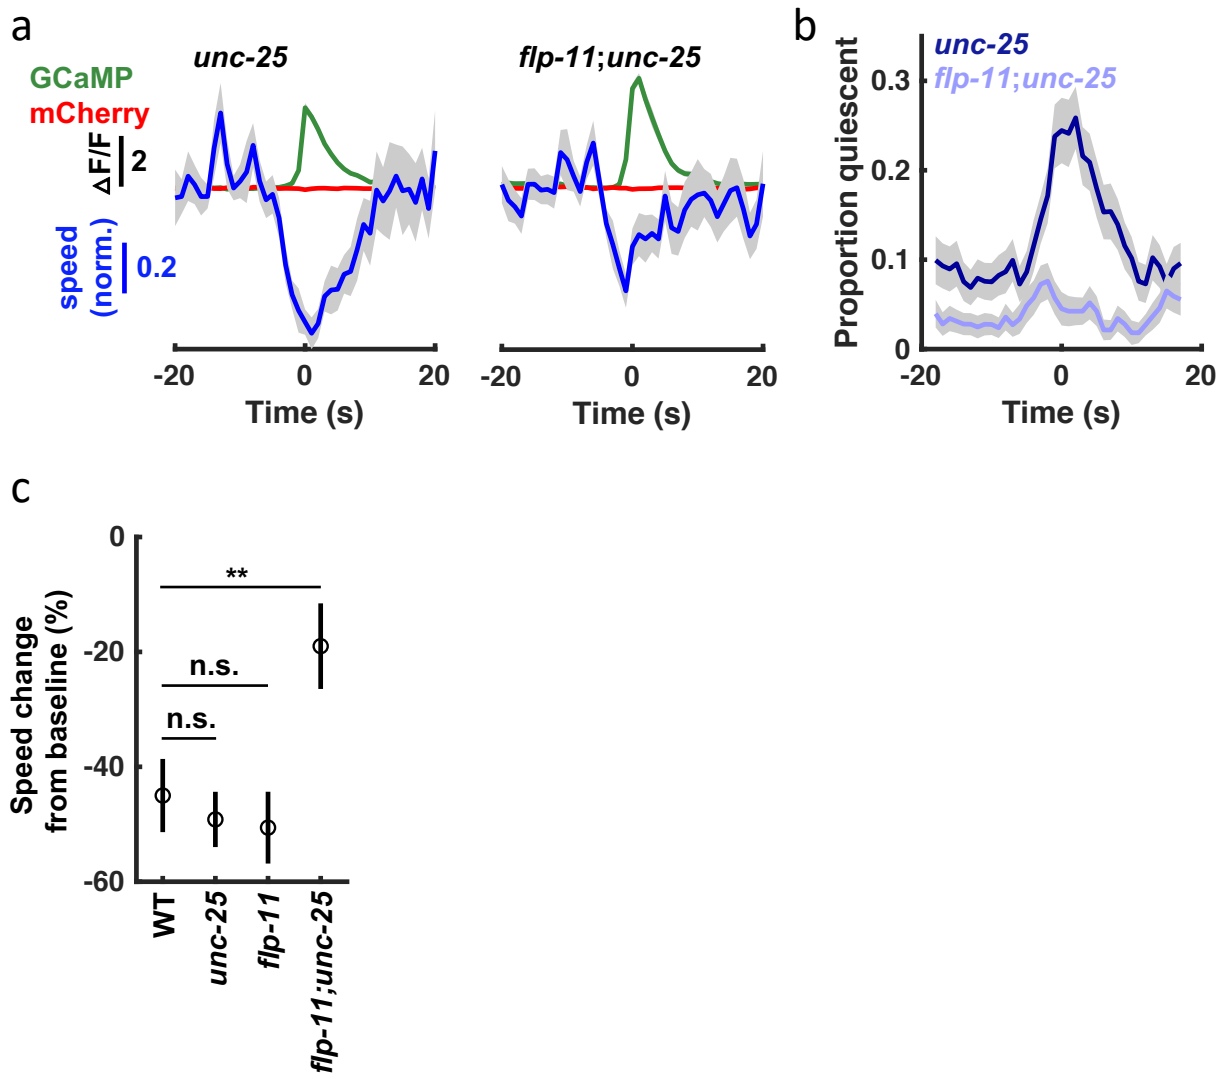 a
unc-25
flp-11;unc-25
GCaMP
mCherry
ΔF/F
2
speed
(norm.)
0.2
-20
0
20
Time (s)
-20
0
20
Time (s)
b
unc-25
flp-11;unc-25
Proportion quiescent
0.3
0.2
0.1
0
-20
0
20
Time (s)
c
Speed change
from baseline (%)
0
-20
-40
-60
**
n.s.
n.s.
WT
unc-25
flp-11
flp-11;unc-25